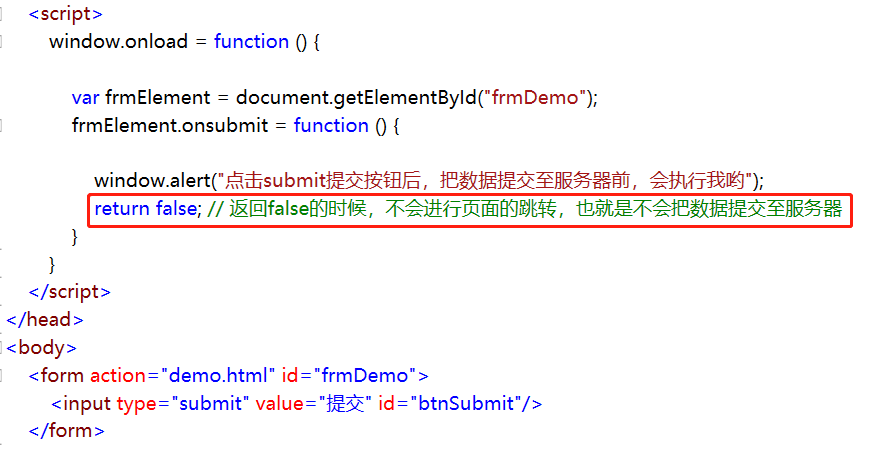 <script>
window.onload = function () {
var frmElement = document.getElementById("frmDemo");
frmElement.onsubmit = function () {
window.alert("点击submit提交按钮后，把数据提交至服务器前，会执行我哟");
return false; // 返回false的时候，不会进行页面的跳转，也就是不会把数据提交至服务器
}
}
</script>
</head>
<body>
<form action="demo.html" id="frmDemo">
<input type="submit" value="提交" id="btnSubmit"/>
</form>